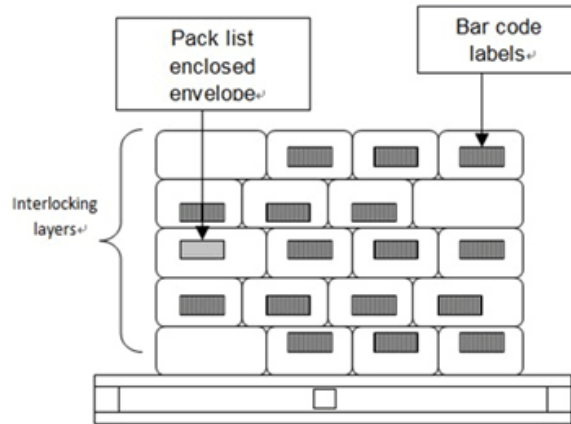 Pack list
enclosed
envelope
Bar code
labels
Interlocking
layers